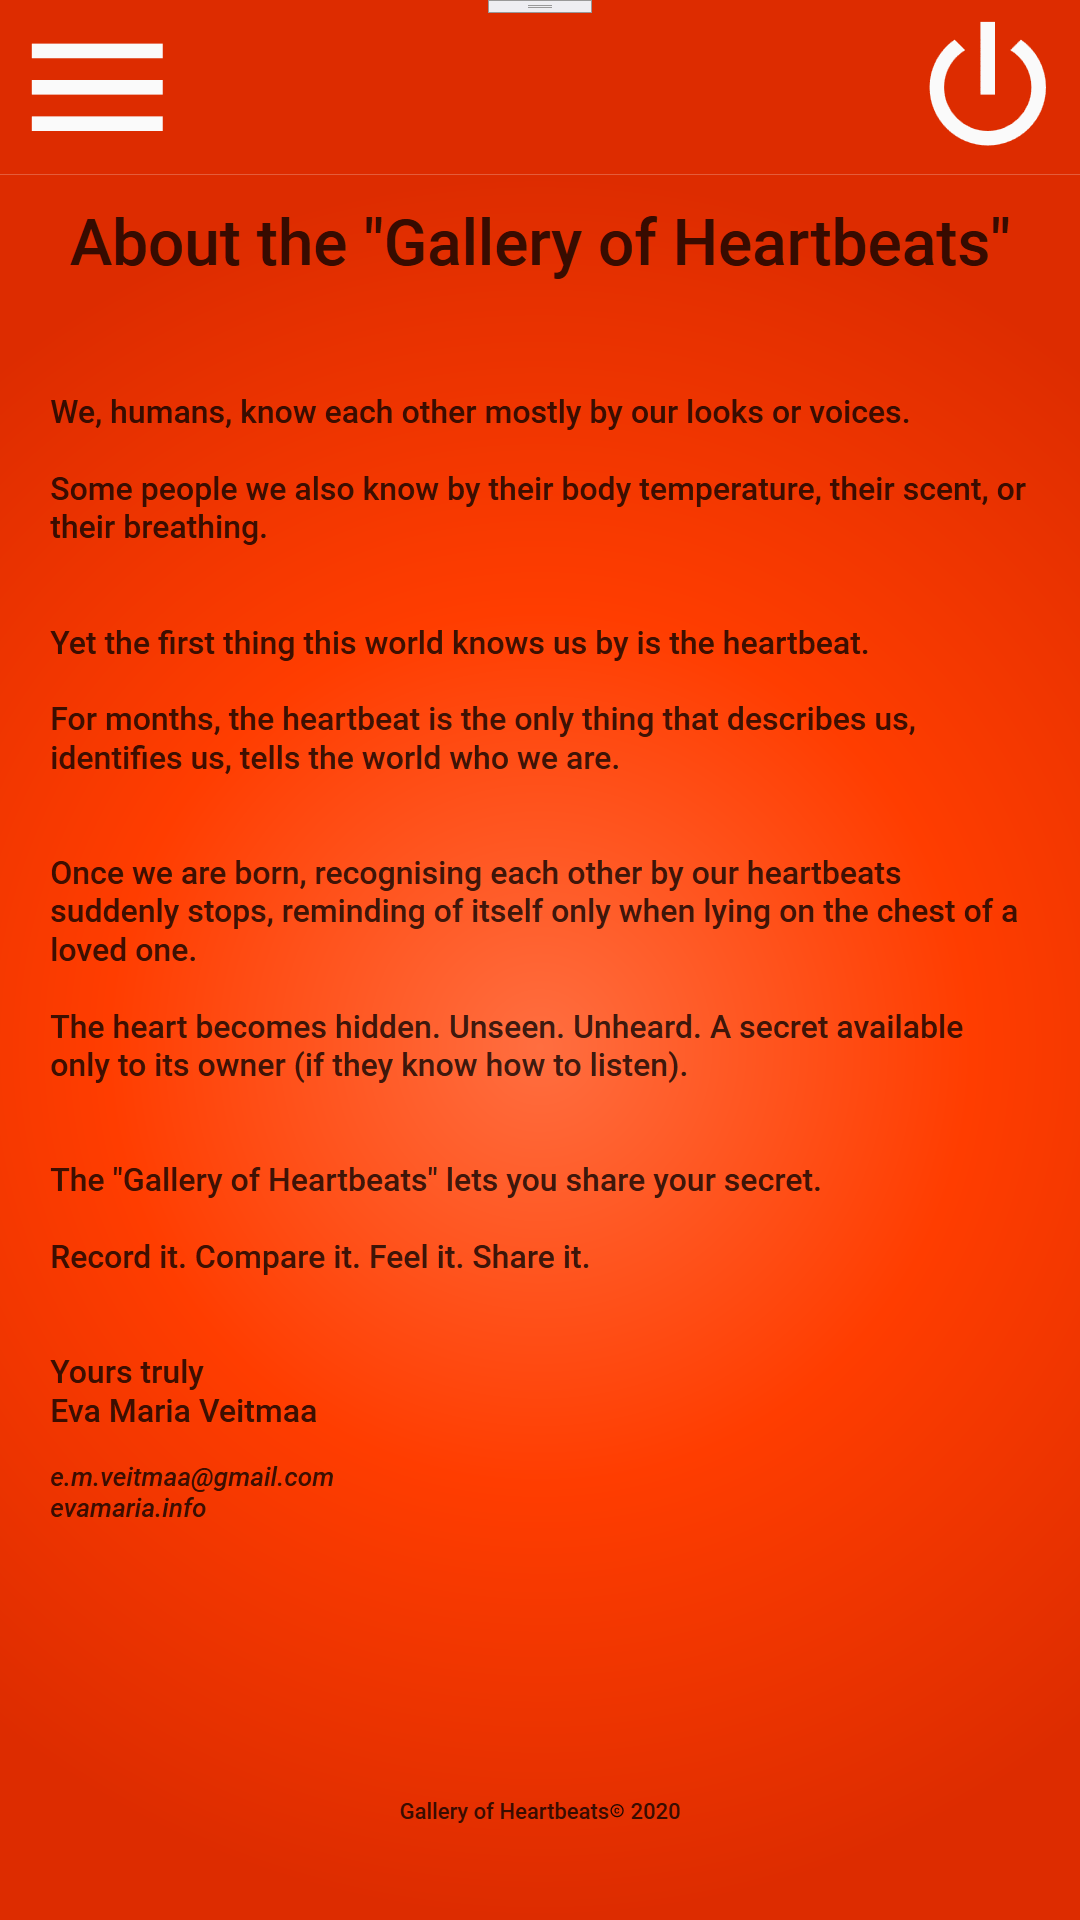 About the "Gallery of Heartbeats"
We, humans, know each other mostly by our looks or voices.
Some people we also know by their body temperature, their scent, or
their breathing.
Yet the first thing this world knows us by is the heartbeat.
For months, the heartbeat is the only thing that describes us,
identifies us, tells the world who we are.
Once we are born, recognising each other by our heartbeats
suddenly stops, reminding of itself only when lying on the chest of a
loved one.
The heart becomes hidden. Unseen. Unheard. A secret available
only to its owner (if they know how to listen).
The "Gallery of Heartbeats" lets you share your secret.
Record it. Compare it. Feel it. Share it.
Yours truly
Eva Maria Veitmaa
e.m.veitmaa@gmail.com
evamaria.info
Gallery of Heartbeats© 2020